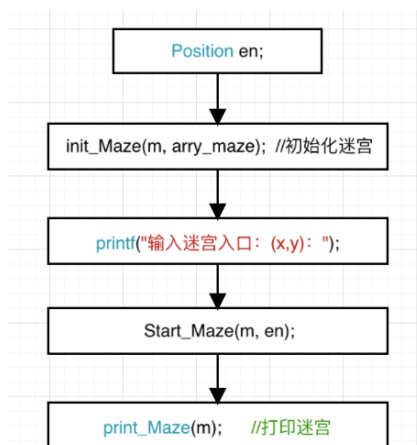 Position en;
init_Maze(m, arry_maze); //初始化迷宫
printf("输入迷宫入口：(x,y)：");
Start_Maze(m, en);
print_Maze(m); //打印迷宫